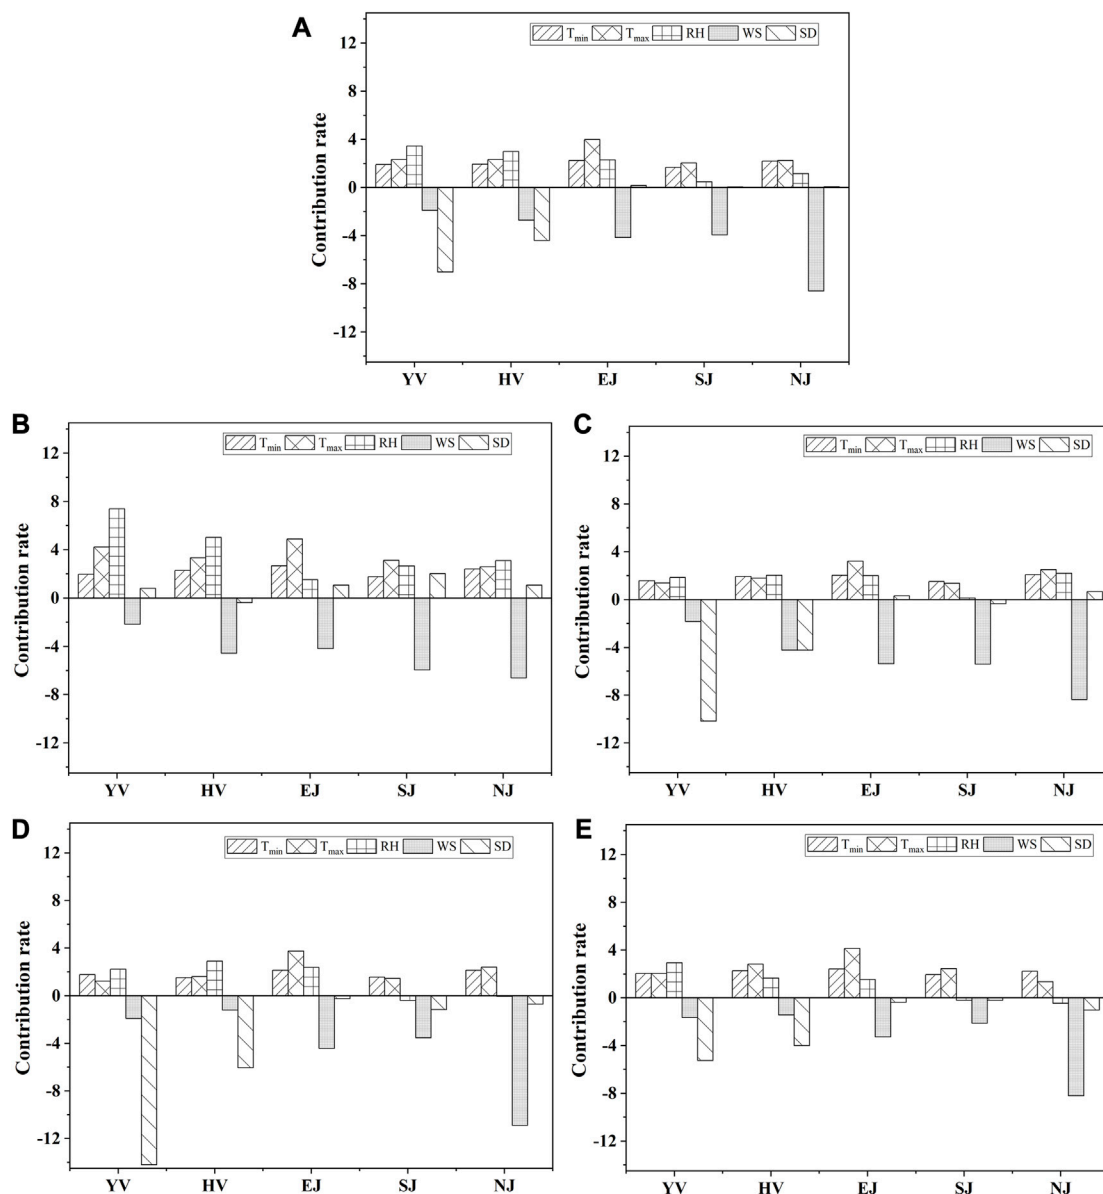 A
T_min T_max RH WS SD
12
8
4
0
-4
-8
-12
Contribution rate
YV HV EJ SJ NJ
B
T_min T_max RH WS SD
12
8
4
0
-4
-8
-12
Contribution rate
YV HV EJ SJ NJ
C
T_min T_max RH WS SD
12
8
4
0
-4
-8
-12
Contribution rate
YV HV EJ SJ NJ
D
T_min T_max RH WS SD
12
8
4
0
-4
-8
-12
Contribution rate
YV HV EJ SJ NJ
E
T_min T_max RH WS SD
12
8
4
0
-4
-8
-12
Contribution rate
YV HV EJ SJ NJ